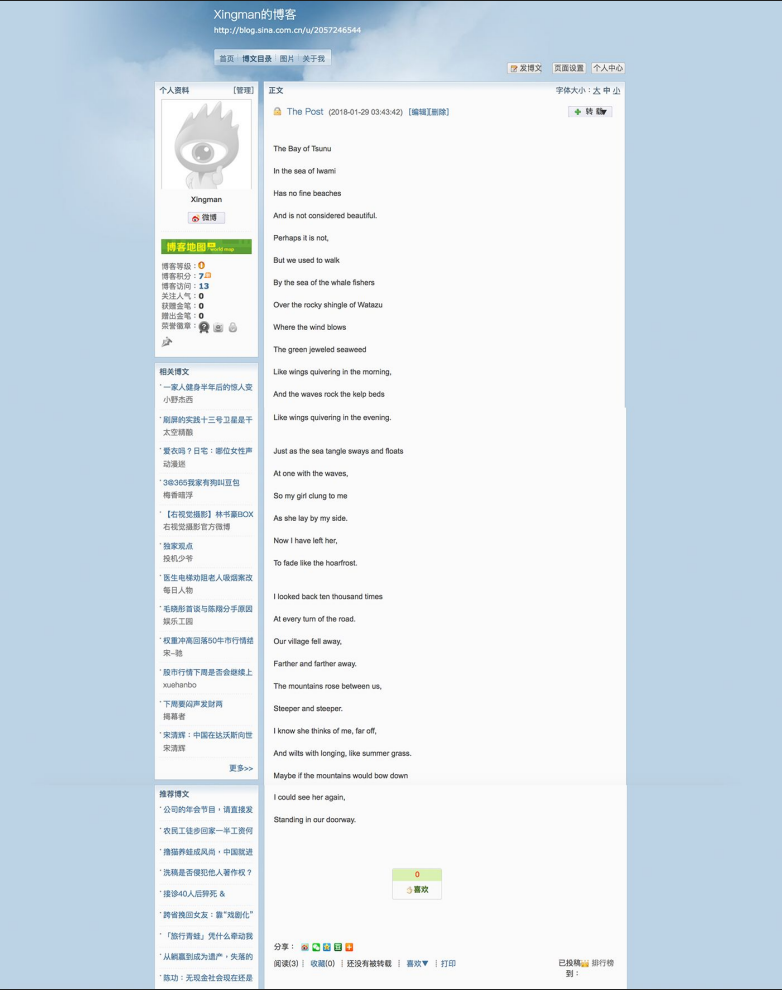 Xingman的博客
http://blog.sina.com.cn/u/2057246544
首页 博文目录 图片 关于我
发博文 页面设置 个人中心
个人资料 [管理]
Xingman
微博
博客地图
world map
博客等级：0
博客积分：7
博客访问：13
关注人气：0
获赠金笔：0
赠出金笔：0
荣誉徽章：
相关博文
一家人健身半年后的惊人变
小野杰西
刷屏的实践十三号卫星是干
太空精酿
爱衣吗？日宅：哪位女性声
动漫迷
3@365我家有狗叫豆包
梅香暗浮
【右视觉摄影】林书豪BOX
右视觉摄影官方微博
独家观点
投机少爷
医生电梯劝阻老人吸烟案改
每日人物
毛晓彤首谈与陈翔分手原因
娱乐工园
权重冲高回落50牛市行情结
宋--驰
股市行情下周是否会继续上
xuehanbo
下周要闷声发财两
揭幕者
宋清辉：中国在达沃斯向世
宋清辉
更多>>
推荐博文
公司的年会节目，请直接发
农民工徒步回家一半工资何
撸猫养蛙成风尚，中国就进
洗稿是否侵犯他人著作权？
接诊40人后猝死 &
跨省挽回女友：靠“戏剧化”
「旅行青蛙」凭什么牵动我
从躺赢到成为遗产，失落的
陈功：无现金社会现在还是
正文 字体大小：大 中 小
The Post (2018-01-29 03:43:42) [编辑][删除]
转载▼
The Bay of Tsunu
In the sea of Iwami
Has no fine beaches
And is not considered beautiful.
Perhaps it is not,
But we used to walk
By the sea of the whale fishers
Over the rocky shingle of Watazu
Where the wind blows
The green jeweled seaweed
Like wings quivering in the morning,
And the waves rock the kelp beds
Like wings quivering in the evening.
Just as the sea tangle sways and floats
At one with the waves,
So my girl clung to me
As she lay by my side.
Now I have left her,
To fade like the hoarfrost.
I looked back ten thousand times
At every turn of the road.
Our village fell away,
Farther and farther away.
The mountains rose between us,
Steeper and steeper.
I know she thinks of me, far off,
And wilts with longing, like summer grass.
Maybe if the mountains would bow down
I could see her again,
Standing in our doorway.
0
喜欢
分享：
阅读(3) ┊ 收藏(0) ┊还没有被转载 ┊ 喜欢▼ ┊打印
已投稿到： 排行榜